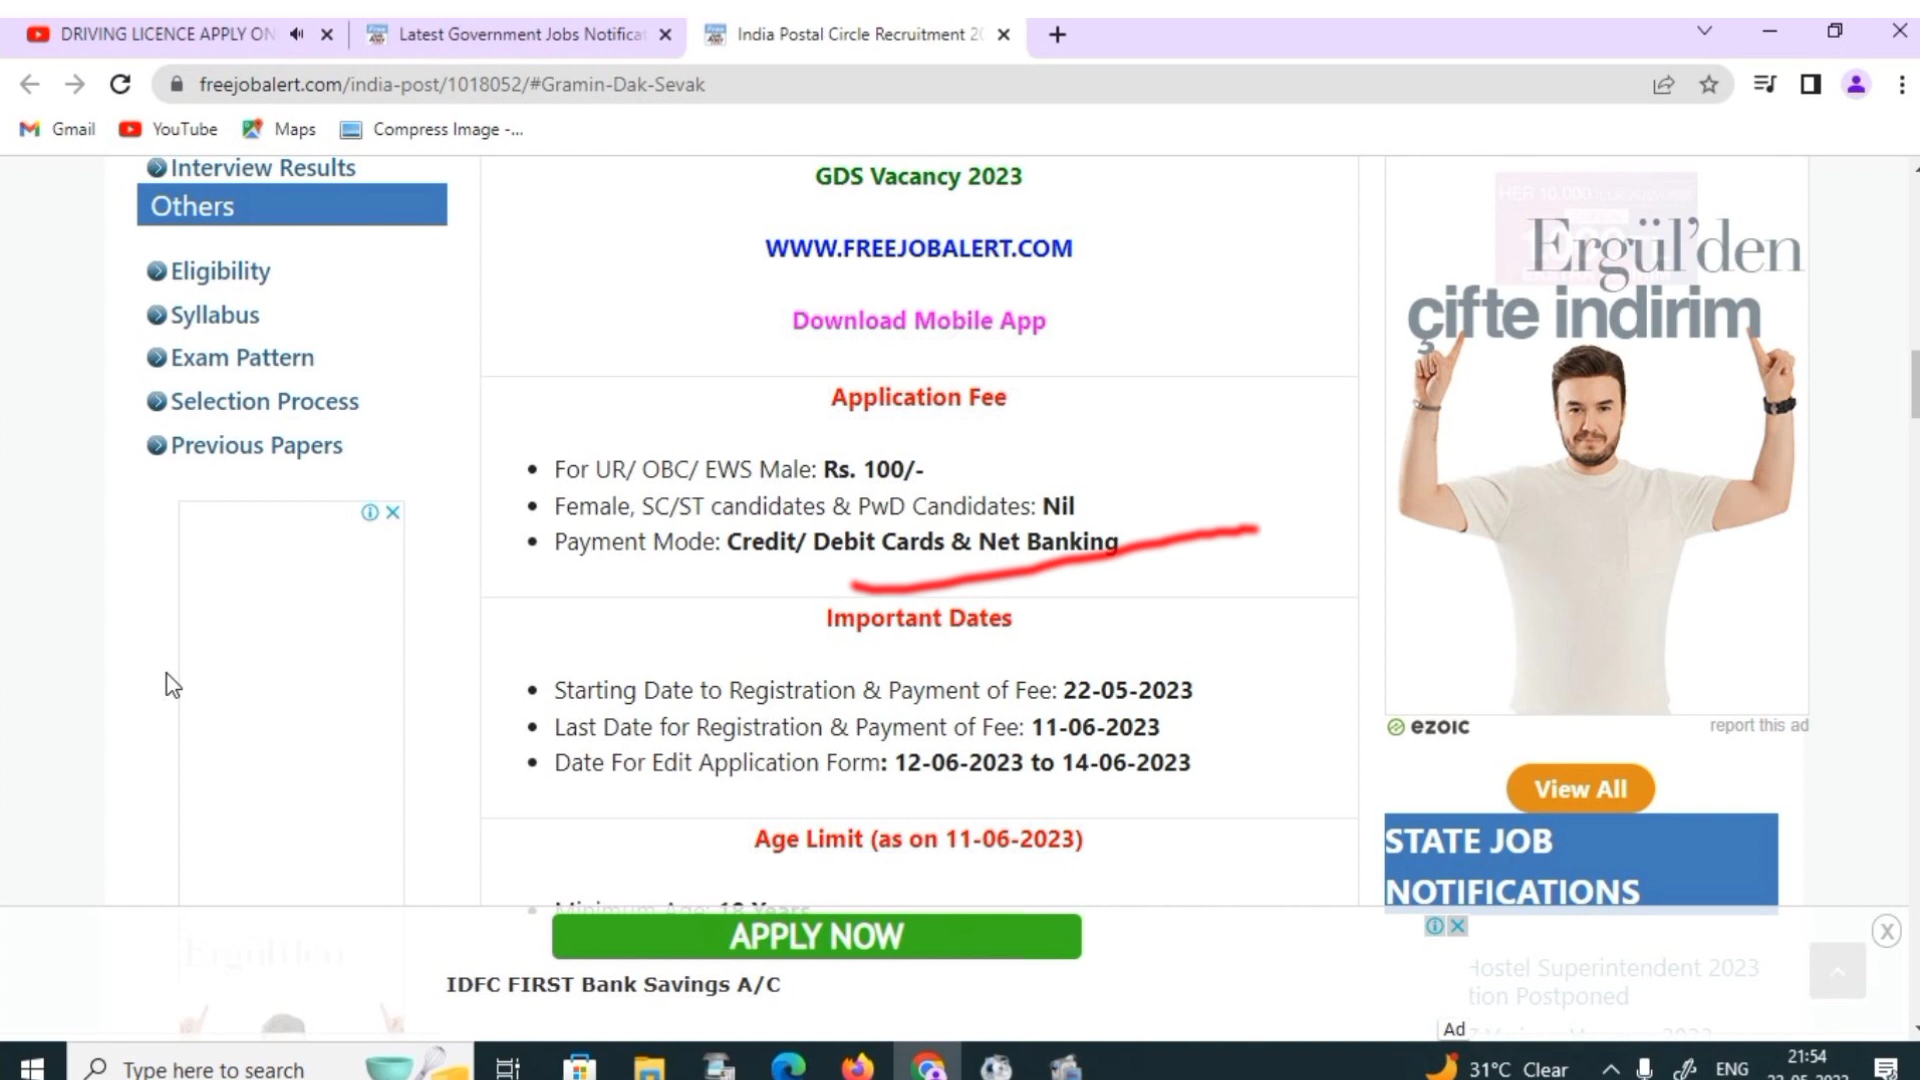 DRIVING LICENCE APPLY ON
Latest Government Jobs Notifica
India Postal Circle Recruitment 20
freejobalert.com/india-post/1018052/#Gramin-Dak-Sevak
Gmail
YouTube
Maps
Compress Image -...
Interview Results
Others
Eligibility
Syllabus
Exam Pattern
Selection Process
Previous Papers
GDS Vacancy 2023
WWW.FREEJOBALERT.COM
Download Mobile App
Application Fee
• For UR/ OBC/ EWS Male: Rs. 100/-
• Female, SC/ST candidates & PwD Candidates: Nil
• Payment Mode: Credit/ Debit Cards & Net Banking
Important Dates
• Starting Date to Registration & Payment of Fee: 22-05-2023
• Last Date for Registration & Payment of Fee: 11-06-2023
• Date For Edit Application Form: 12-06-2023 to 14-06-2023
Age Limit (as on 11-06-2023)
• Minimum Age: 18 Years
Ergül'den
çifte indirim
ezoic
report this ad
View All
STATE JOB
NOTIFICATIONS
APPLY NOW
IDFC FIRST Bank Savings A/C
Hostel Superintendent 2023
tion Postponed
Ad
Type here to search
31°C Clear
ENG
21:54